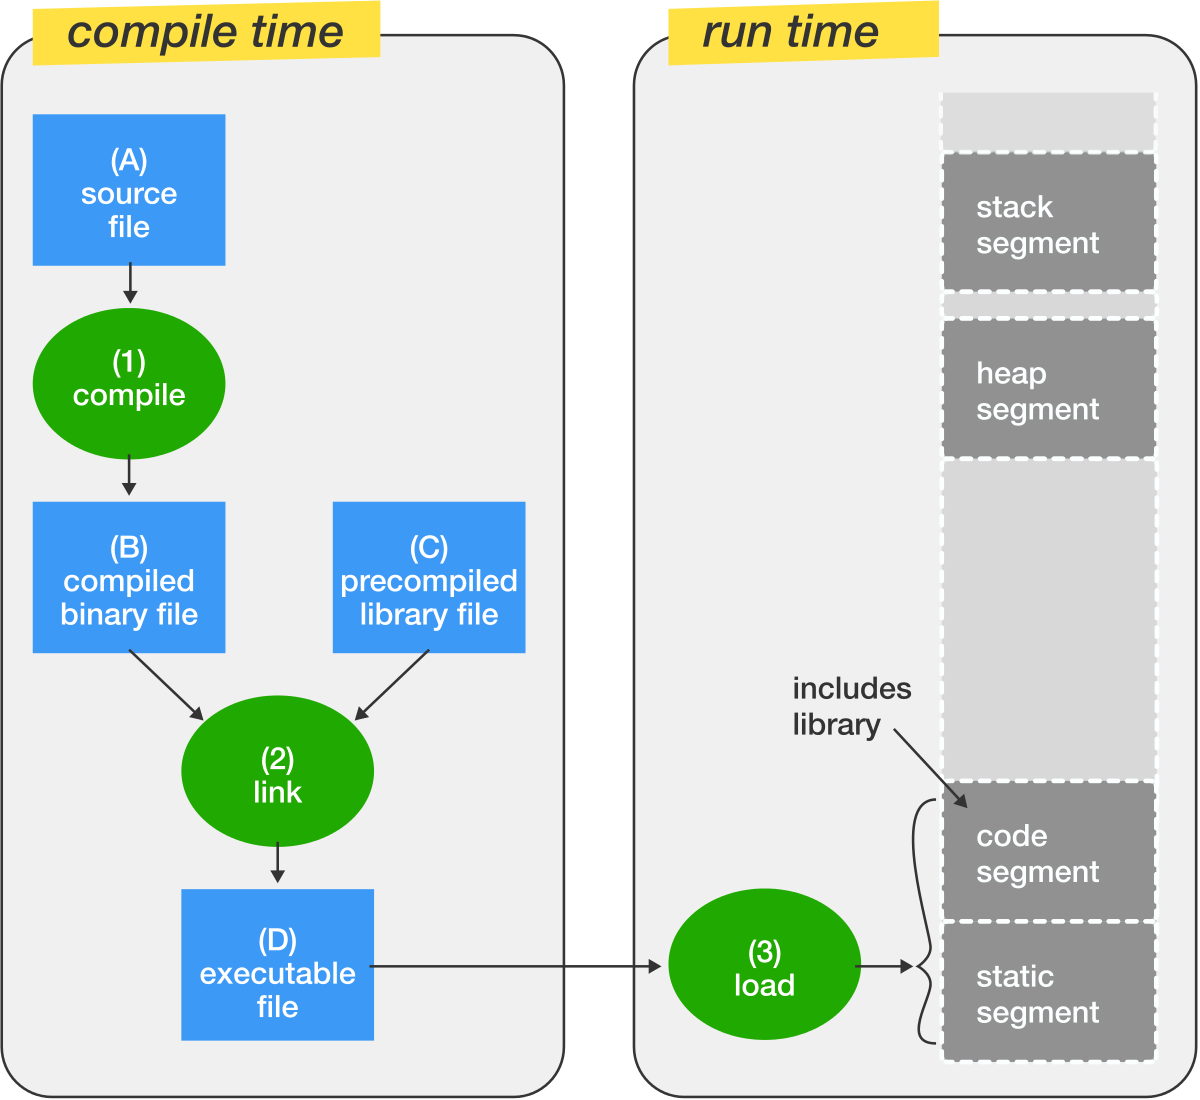 compile time
(A)
source
file
(1)
compile
(B)
compiled
binary file
(C)
precompiled
library file
(2)
link
(D)
executable
file
run time
stack
segment
heap
segment
includes
library
code
segment
(3)
load
static
segment